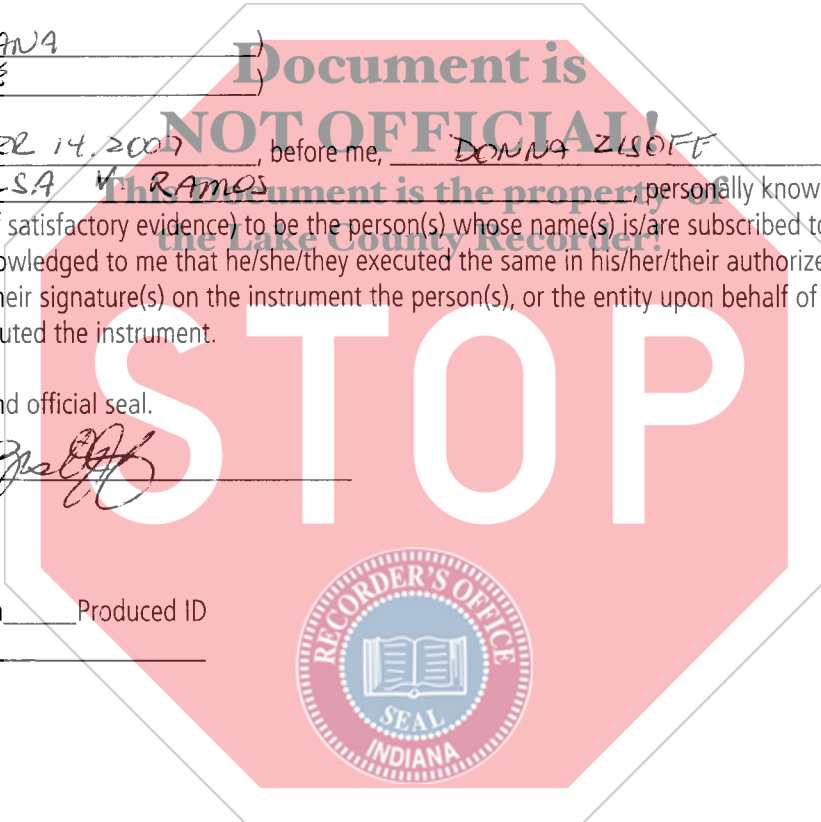 ANA )
)
Document is
NOT OFFICIAL!
ER 14, 2007, before me, DONNA ZISOFF
SA V. RAMOS, personally know
This Document is the property of
f satisfactory evidence) to be the person(s) whose name(s) is/are subscribed to
the Lake County Recorder!
owledged to me that he/she/they executed the same in his/her/their authorize
heir signature(s) on the instrument the person(s), or the entity upon behalf of
uted the instrument.
STOP
nd official seal.
Produced ID
RECORDER'S OFFICE
SEAL
INDIANA